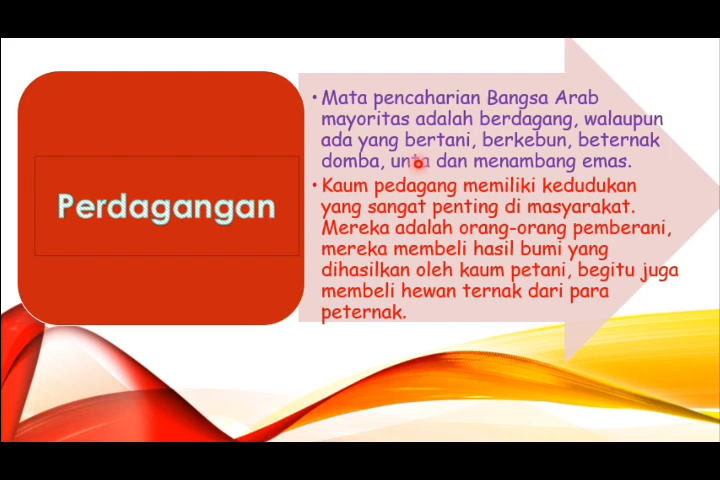 Perdagangan
• Mata pencaharian Bangsa Arab
mayoritas adalah berdagang, walaupun
ada yang bertani, berkebun, beternak
domba, unta dan menambang emas.
• Kaum pedagang memiliki kedudukan
yang sangat penting di masyarakat.
Mereka adalah orang-orang pemberani,
mereka membeli hasil bumi yang
dihasilkan oleh kaum petani, begitu juga
membeli hewan ternak dari para
peternak.